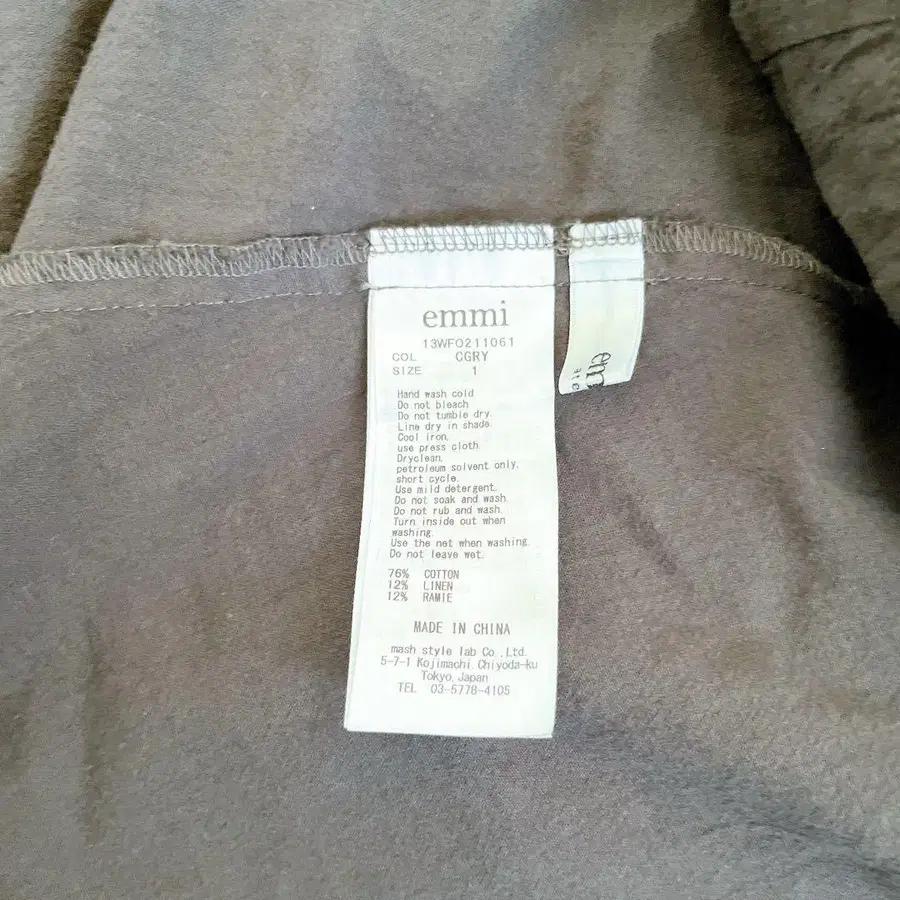 emmi
13WFO211061
COL CGRY
SIZE 1
Hand wash cold
Do not bleach
Do not tumble dry.
Line dry in shade.
Cool iron,
use press cloth.
Dryclean,
petroleum solvent only,
short cycle.
Use mild detergent.
Do not soak and wash.
Do not rub and wash.
Turn inside out when
washing.
Use the net when washing.
Do not leave wet.
76% COTTON
12% LINEN
12% RAMIE
MADE IN CHINA
mash style lab Co.,Ltd.
5-7-1 Kojimachi, Chiyoda-ku
Tokyo, Japan
TEL 03-5778-4105